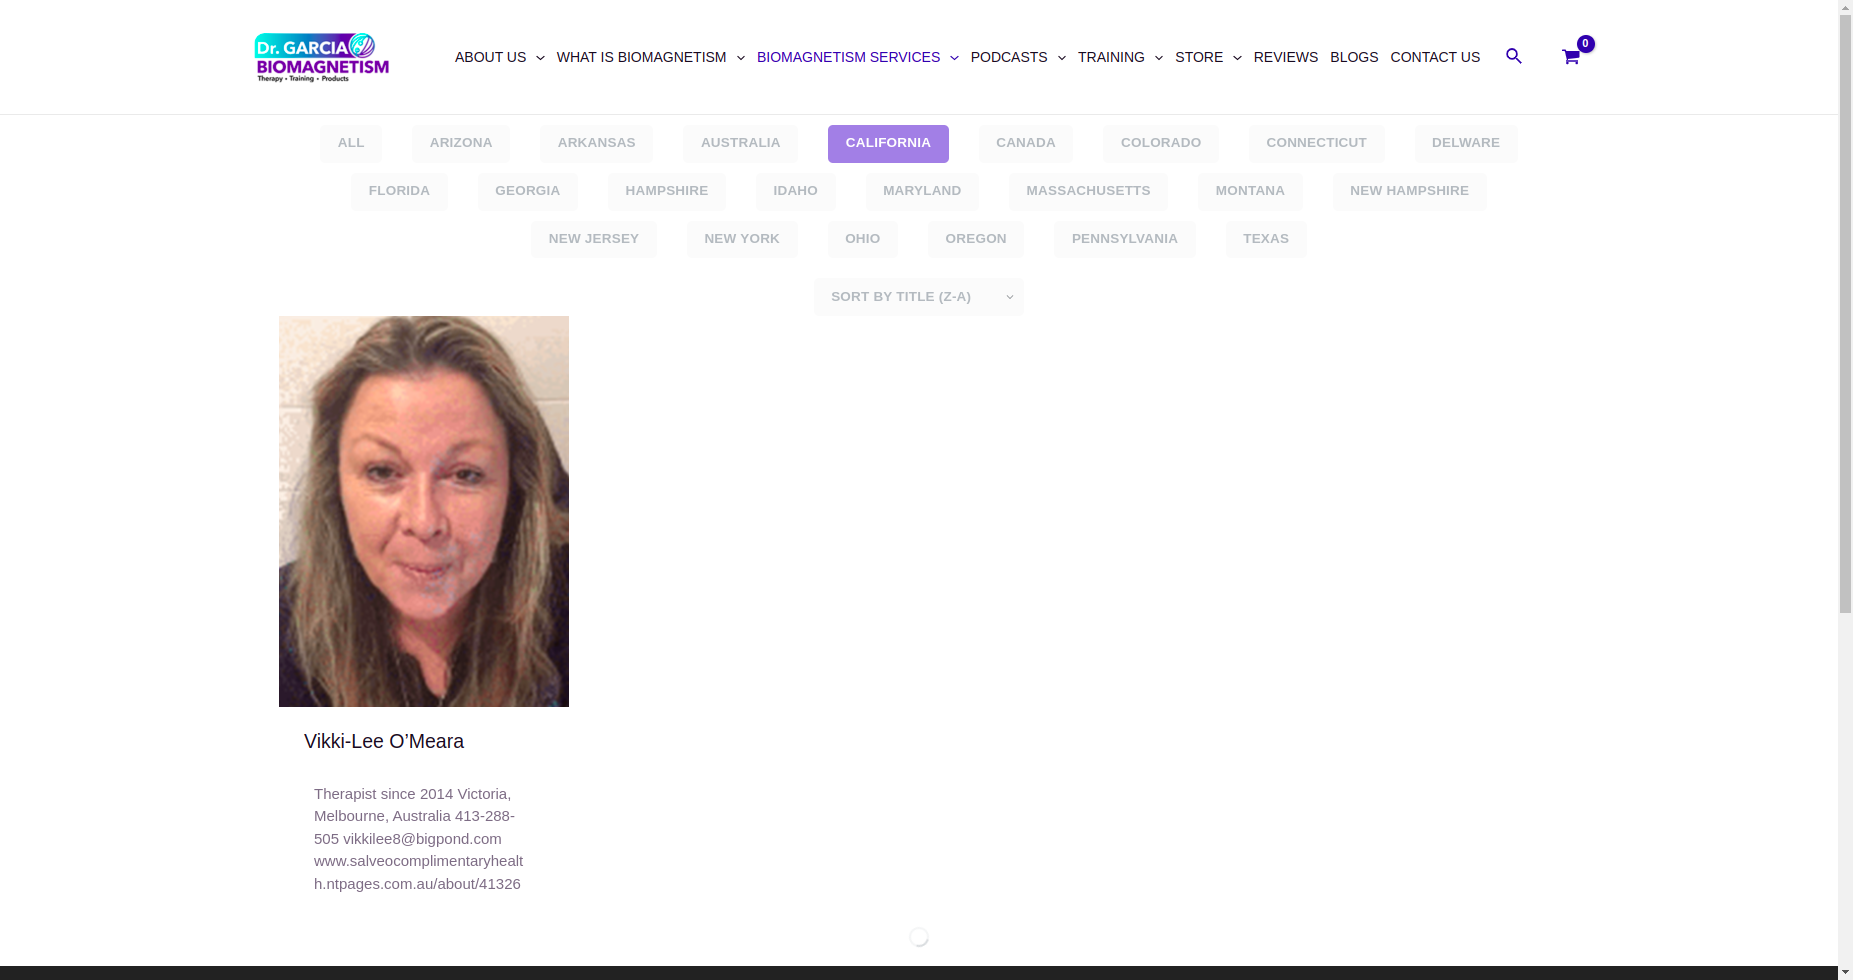 Dr. GARCIA
BIOMAGNETISM
Therapy • Training • Products
ABOUT US WHAT IS BIOMAGNETISM BIOMAGNETISM SERVICES PODCASTS TRAINING STORE REVIEWS BLOGS CONTACT US 0
ALL ARIZONA ARKANSAS AUSTRALIA CALIFORNIA CANADA COLORADO CONNECTICUT DELWARE
FLORIDA GEORGIA HAMPSHIRE IDAHO MARYLAND MASSACHUSETTS MONTANA NEW HAMPSHIRE
NEW JERSEY NEW YORK OHIO OREGON PENNSYLVANIA TEXAS
SORT BY TITLE (Z-A)
Vikki-Lee O’Meara
Therapist since 2014 Victoria,
Melbourne, Australia 413-288-
505 vikkilee8@bigpond.com
www.salveocomplimentaryhealt
h.ntpages.com.au/about/41326